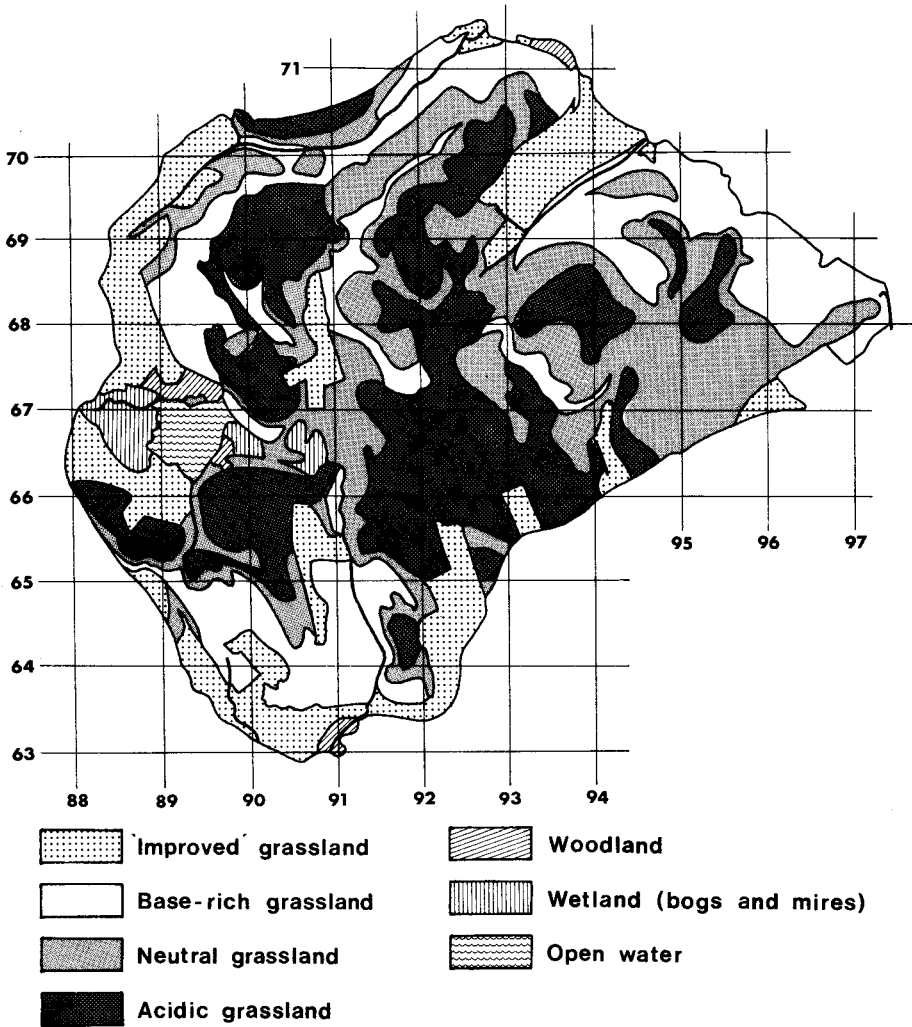 71
70
69
68
67
66
65
64
63
95 96 97
88 89 90 91 92 93 94
'Improved' grassland
Base-rich grassland
Neutral grassland
Acidic grassland
Woodland
Wetland (bogs and mires)
Open water